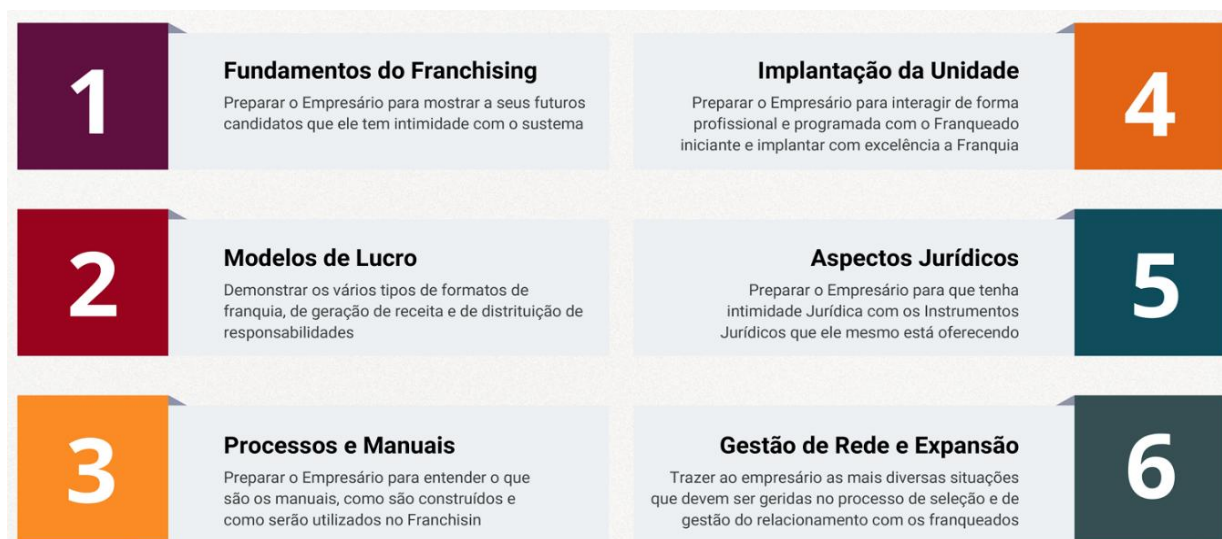 1
Fundamentos do Franchising
Preparar o Empresário para mostrar a seus futuros
candidatos que ele tem intimidade com o sustema
2
Modelos de Lucro
Demonstrar os vários tipos de formatos de
franquia, de geração de receita e de distrituição de
responsabilidades
3
Processos e Manuais
Preparar o Empresário para entender o que
são os manuais, como são construídos e
como serão utilizados no Franchisin
4
Implantação da Unidade
Preparar o Empresário para interagir de forma
profissional e programada com o Franqueado
iniciante e implantar com excelência a Franquia
5
Aspectos Jurídicos
Preparar o Empresário para que tenha
intimidade Jurídica com os Instrumentos
Jurídicos que ele mesmo está oferecendo
6
Gestão de Rede e Expansão
Trazer ao empresário as mais diversas situações
que devem ser geridas no processo de seleção e de
gestão do relacionamento com os franqueados